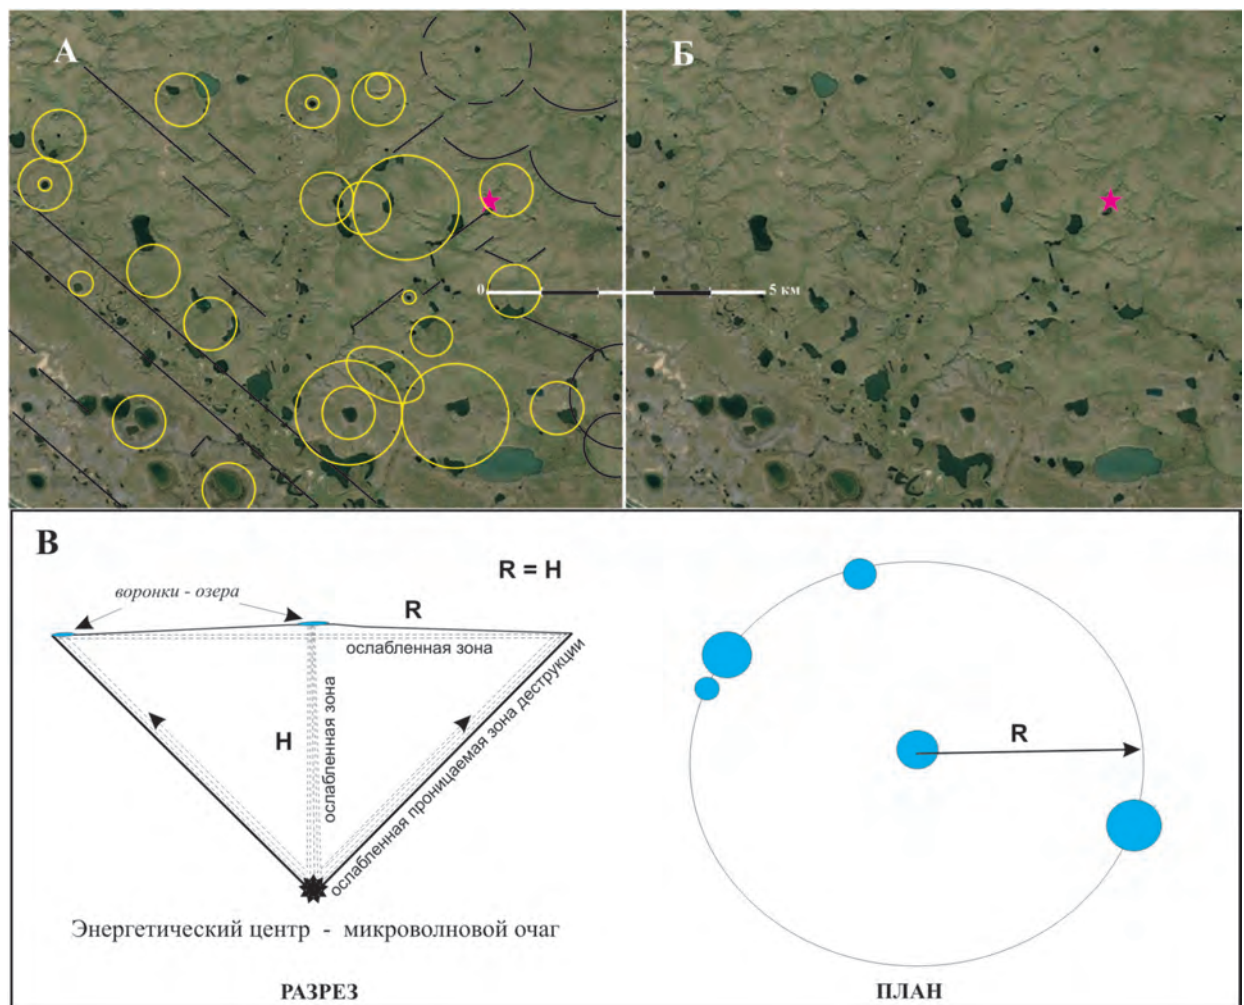 А
Б
0
5 км
В
R = H
воронки - озера
R
ослабленная зона
H
ослабленная зона
ослабленная проницаемая зона деструкции
R
Энергетический центр - микроволновой очаг
РАЗРЕЗ
ПЛАН